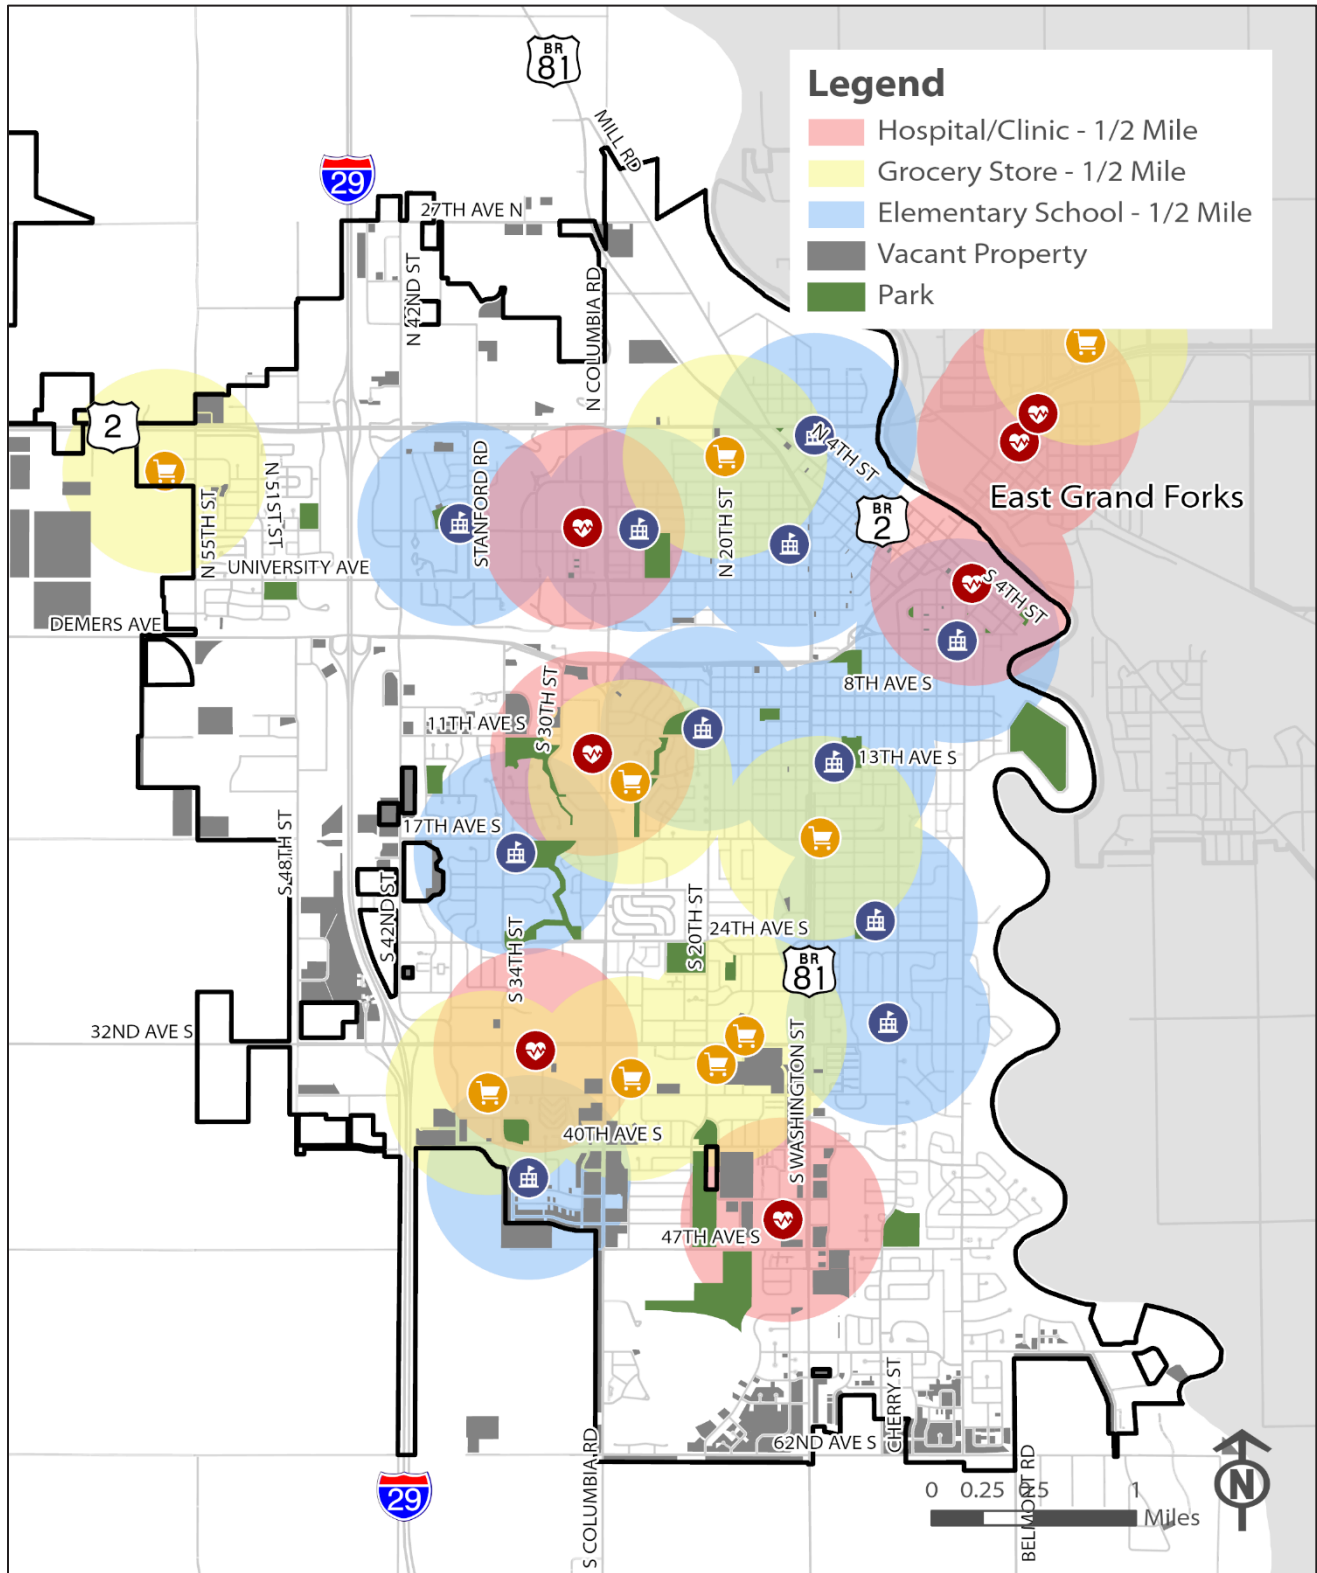 BR
81
Legend
Hospital/Clinic - 1/2 Mile
Grocery Store - 1/2 Mile
Elementary School - 1/2 Mile
Vacant Property
Park
MILL RD
29
27TH AVE N
N 42ND ST
N COLUMBIA RD
2
N 4TH ST
STANFORD RD
N 51ST ST
N 55TH ST
N 20TH ST
East Grand Forks
BR
2
UNIVERSITY AVE
S 4TH ST
DEMERS AVE
8TH AVE S
S 30TH ST
11TH AVE S
13TH AVE S
17TH AVE S
S 48TH ST
S 42ND ST
S 34TH ST
S 20TH ST
24TH AVE S
BR
81
32ND AVE S
S WASHINGTON ST
40TH AVE S
47TH AVE S
CHERRY ST
62ND AVE S
S COLUMBIA RD
BELMONT RD
29
N
0 0.25 0.5 1
Miles